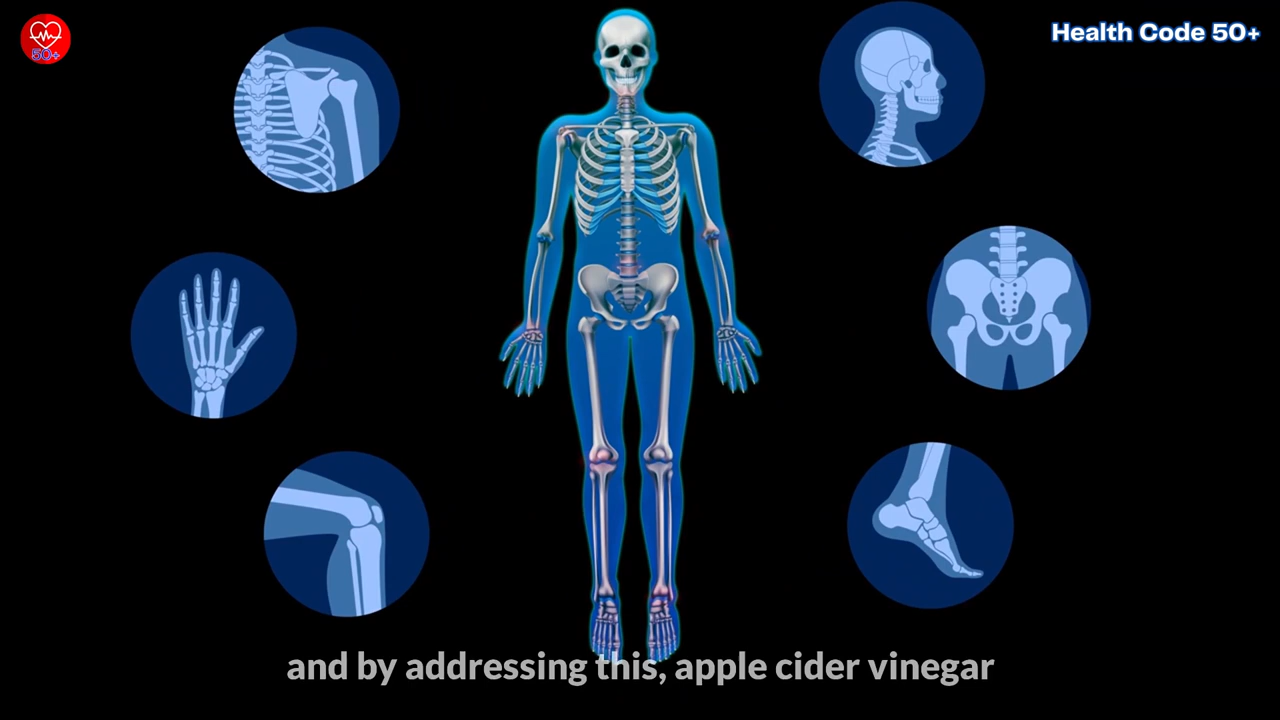 50+
Health Code 50+
and by addressing this, apple cider vinegar